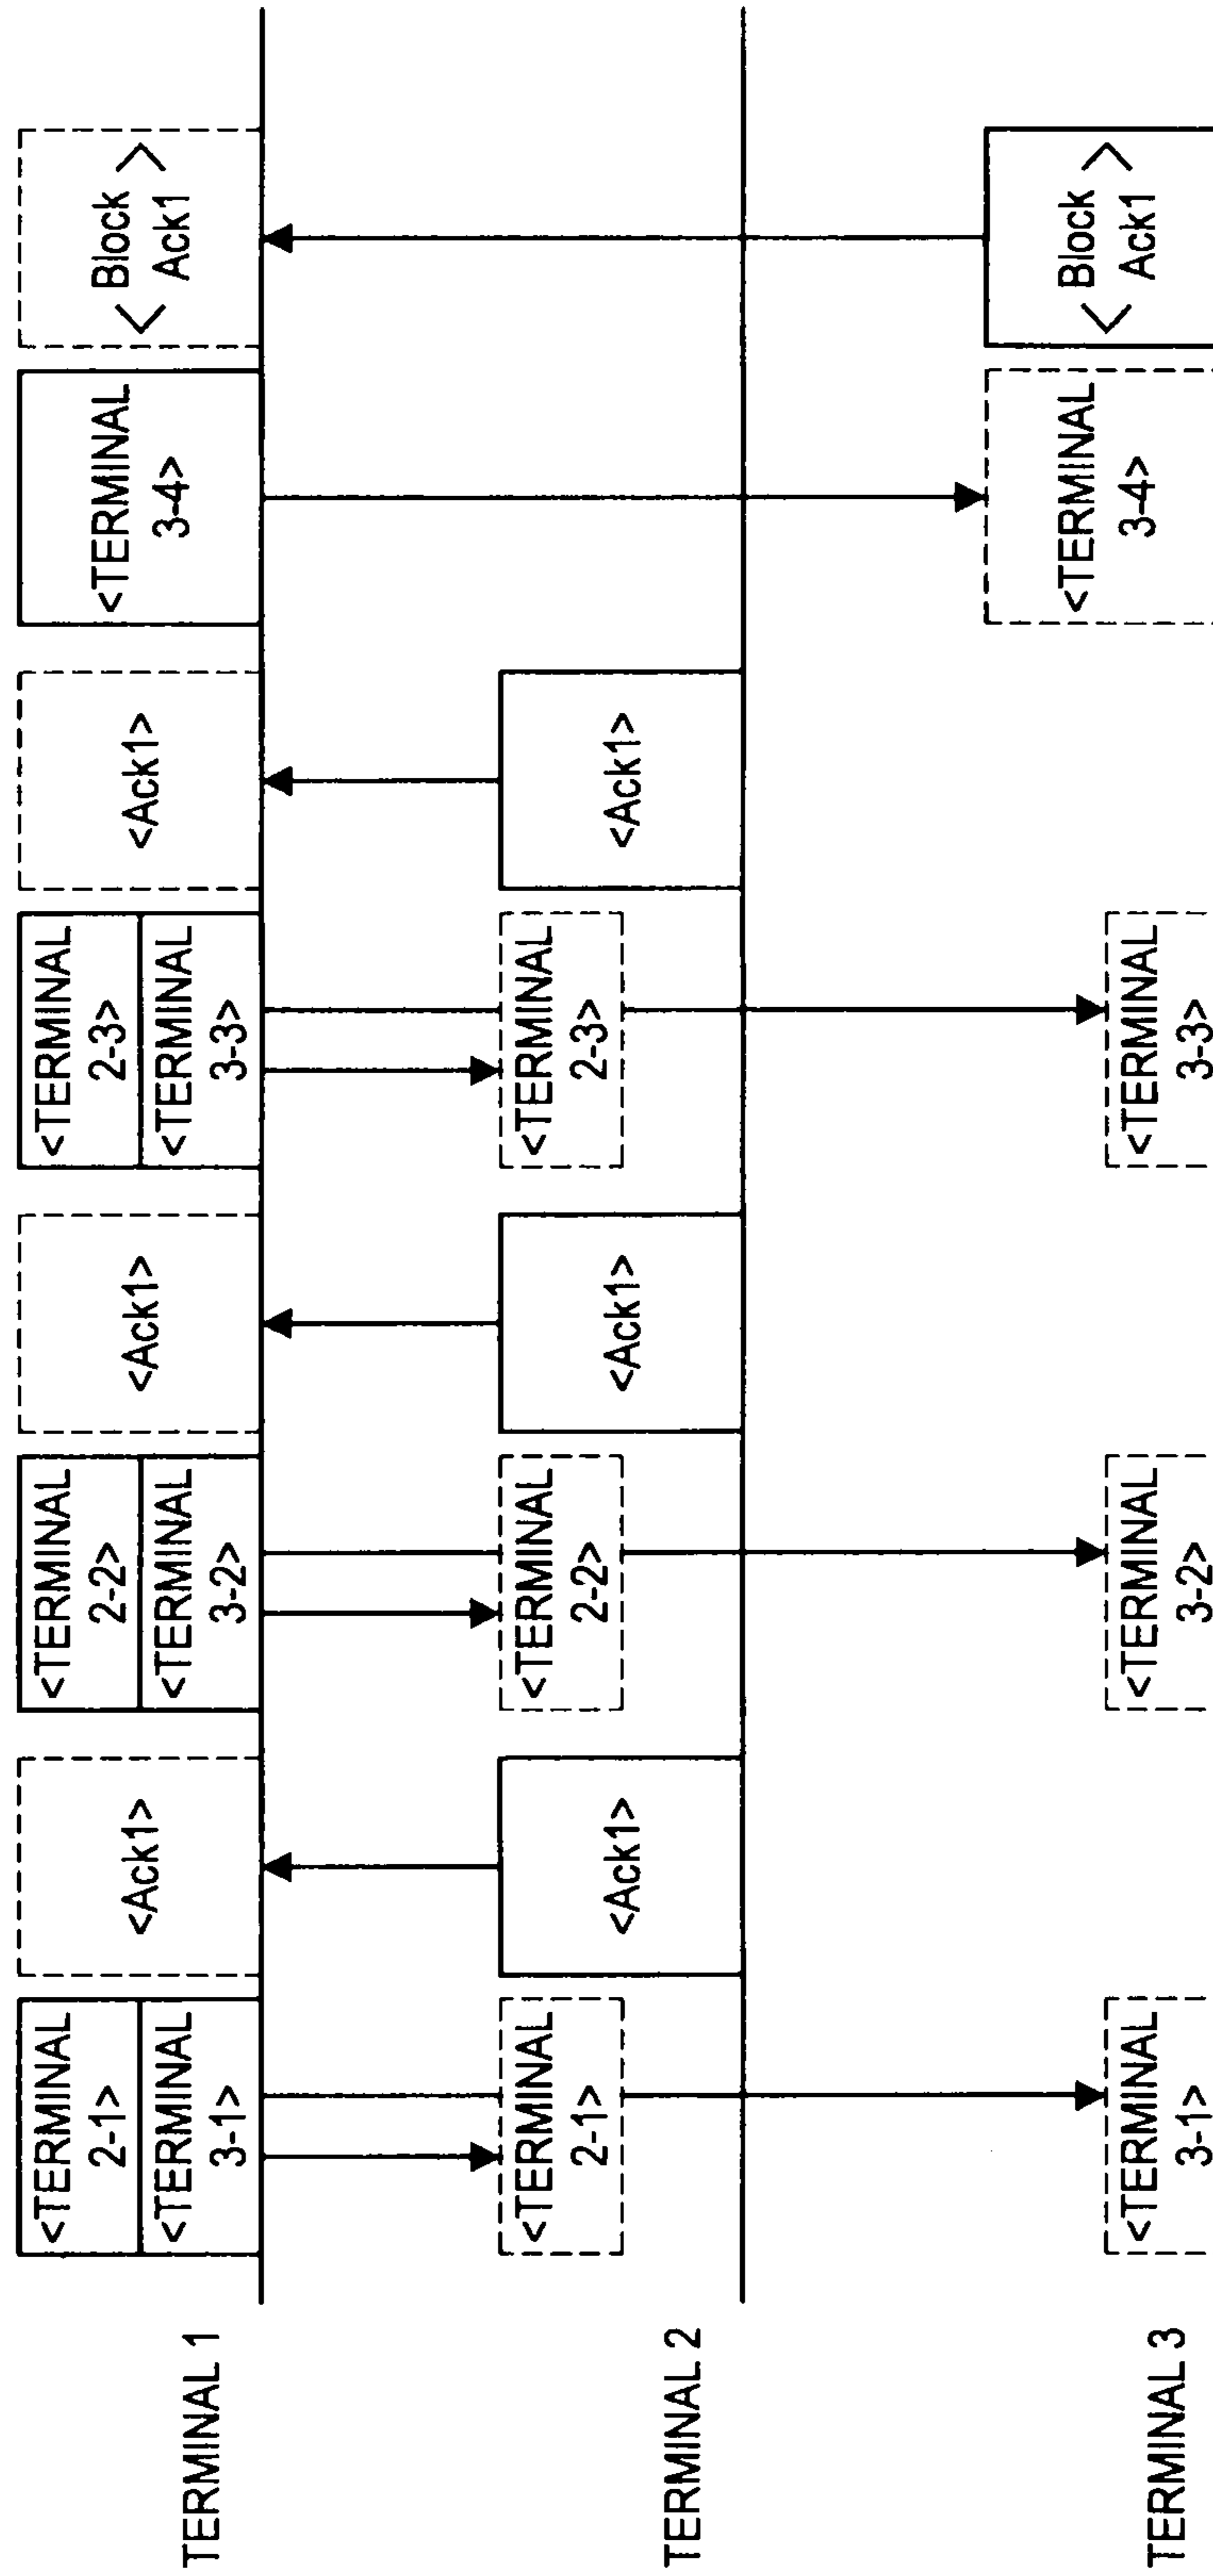 TERMINAL 1
<TERMINAL
2-1>
<TERMINAL
3-1>
<Ack1>
<TERMINAL
2-2>
<TERMINAL
3-2>
<Ack1>
<TERMINAL
2-3>
<TERMINAL
3-3>
<Ack1>
<TERMINAL
3-4>
< Block >
Ack1
TERMINAL 2
<TERMINAL
2-1>
<Ack1>
<TERMINAL
2-2>
<Ack1>
<TERMINAL
2-3>
<Ack1>
TERMINAL 3
<TERMINAL
3-1>
<TERMINAL
3-2>
<TERMINAL
3-3>
<TERMINAL
3-4>
< Block >
Ack1